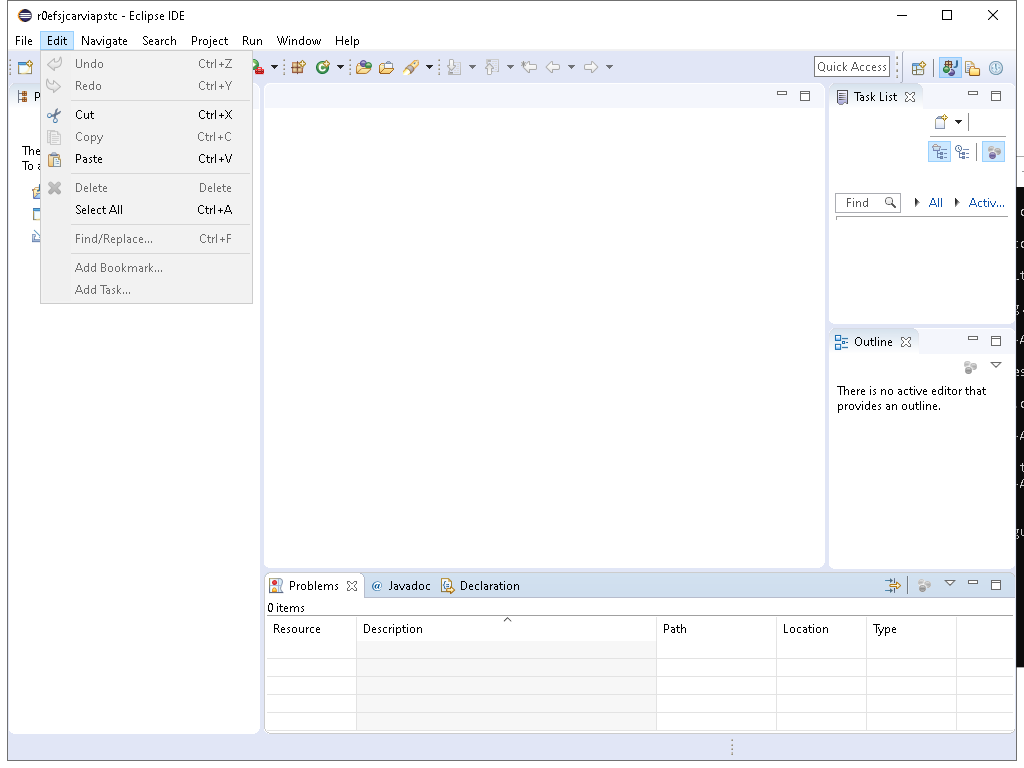 r0efsjcarviapstc - Eclipse IDE
File Edit Navigate Search Project Run Window Help
Undo Ctrl+Z
Redo Ctrl+Y
Cut Ctrl+X
Copy Ctrl+C
Paste Ctrl+V
Delete Delete
Select All Ctrl+A
Find/Replace... Ctrl+F
Add Bookmark...
Add Task...
Quick Access
P
The
To a
Task List
Find
All
Activ...
Outline
There is no active editor that
provides an outline.
Problems @ Javadoc Declaration
0 items
Resource Description Path Location Type